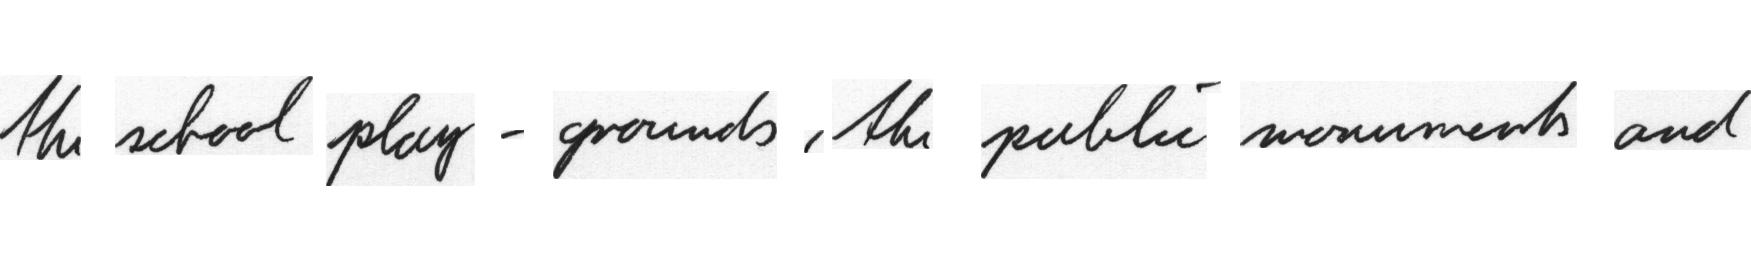 the school play - grounds , the public monuments and